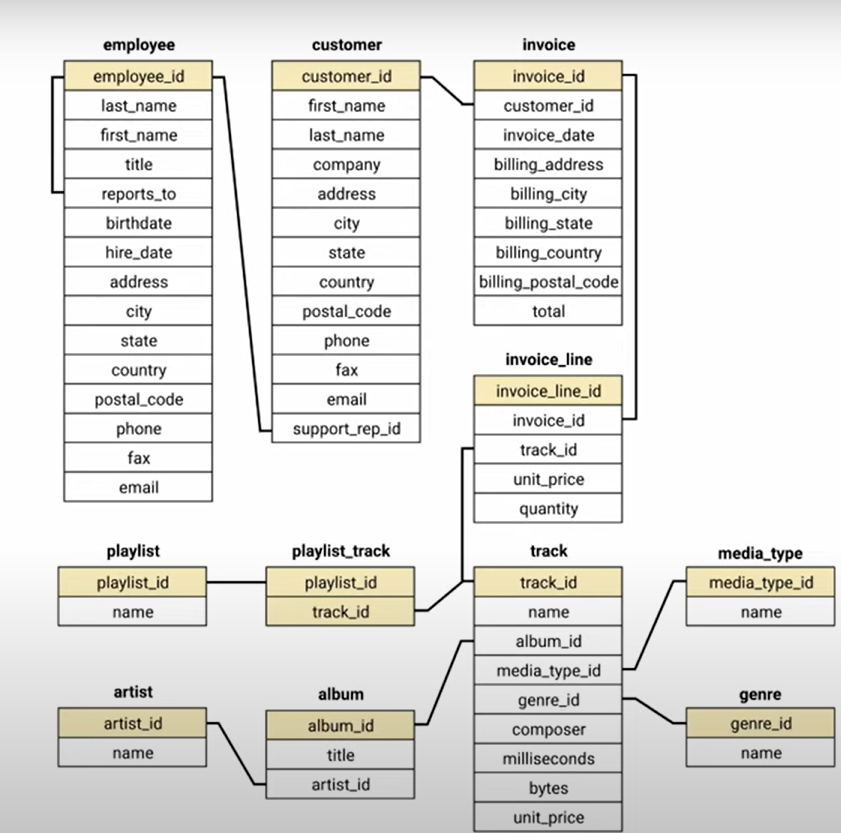 employee
employee_id
last_name
first_name
title
reports_to
birthdate
hire_date
address
city
state
country
postal_code
phone
fax
email
customer
customer_id
first_name
last_name
company
address
city
state
country
postal_code
phone
fax
email
support_rep_id
invoice
invoice_id
customer_id
invoice_date
billing_address
billing_city
billing_state
billing_country
billing_postal_code
total
invoice_line
invoice_line_id
invoice_id
track_id
unit_price
quantity
playlist
playlist_id
name
playlist_track
playlist_id
track_id
track
track_id
name
album_id
media_type_id
genre_id
composer
milliseconds
bytes
unit_price
media_type
media_type_id
name
artist
artist_id
name
album
album_id
title
artist_id
genre
genre_id
name